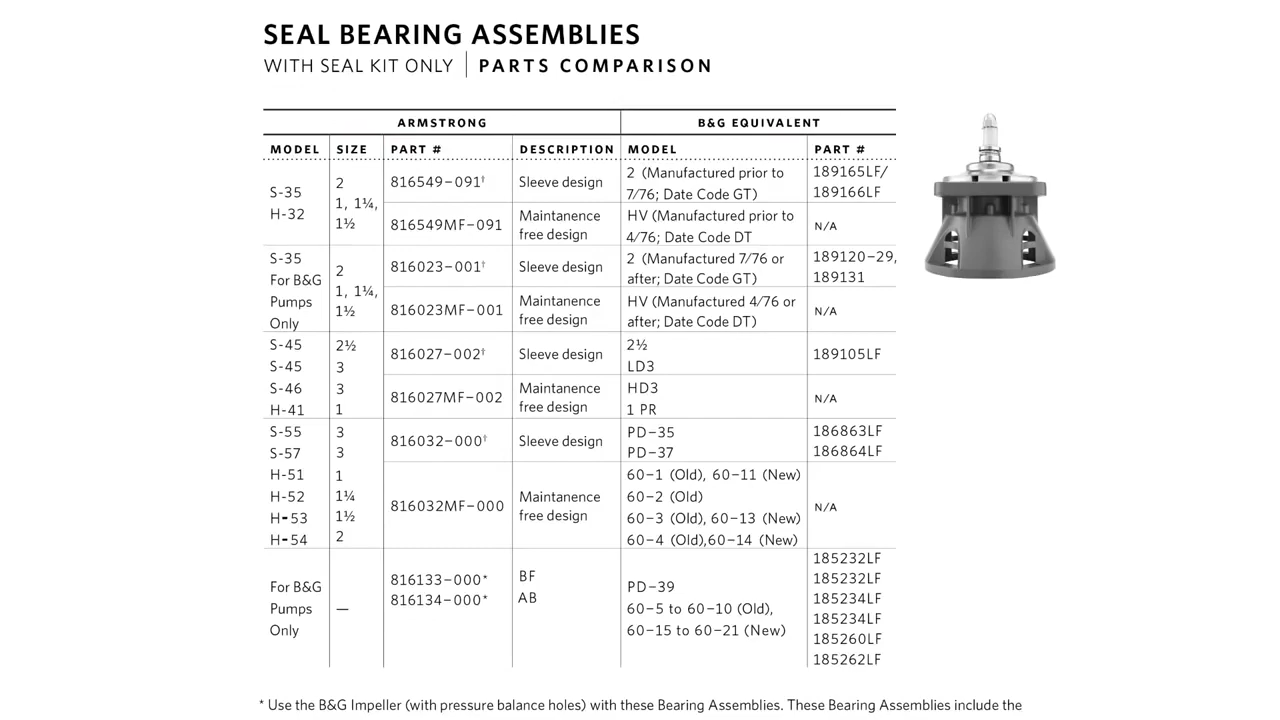 SEAL BEARING ASSEMBLIES
WITH SEAL KIT ONLY | PARTS COMPARISON
ARMSTRONG B&G EQUIVALENT
MODEL SIZE PART # DESCRIPTION MODEL PART #
S-35
H-32
2
1, 1¼,
1½
816549-091† Sleeve design
2 (Manufactured prior to
7/76; Date Code GT)
189165LF/
189166LF
816549MF-091
Maintanence
free design
HV (Manufactured prior to
4/76; Date Code DT
N/A
S-35
For B&G
Pumps
Only
2
1, 1¼,
1½
816023-001† Sleeve design
2 (Manufactured 7/76 or
after; Date Code GT)
189120-29,
189131
816023MF-001
Maintanence
free design
HV (Manufactured 4/76 or
after; Date Code DT)
N/A
S-45
S-45
S-46
H-41
2½
3
3
1
816027-002† Sleeve design
2½
LD3
189105LF
816027MF-002
Maintanence
free design
HD3
1 PR
N/A
S-55
S-57
H-51
H-52
H-53
H-54
3
3
1
1¼
1½
2
816032-000† Sleeve design
PD-35
PD-37
186863LF
186864LF
816032MF-000
Maintanence
free design
60-1 (Old), 60-11 (New)
60-2 (Old)
60-3 (Old), 60-13 (New)
60-4 (Old),60-14 (New)
N/A
For B&G
Pumps
Only
—
816133-000*
816134-000*
BF
AB
PD-39
60-5 to 60-10 (Old),
60-15 to 60-21 (New)
185232LF
185232LF
185234LF
185234LF
185260LF
185262LF
* Use the B&G Impeller (with pressure balance holes) with these Bearing Assemblies. These Bearing Assemblies include the